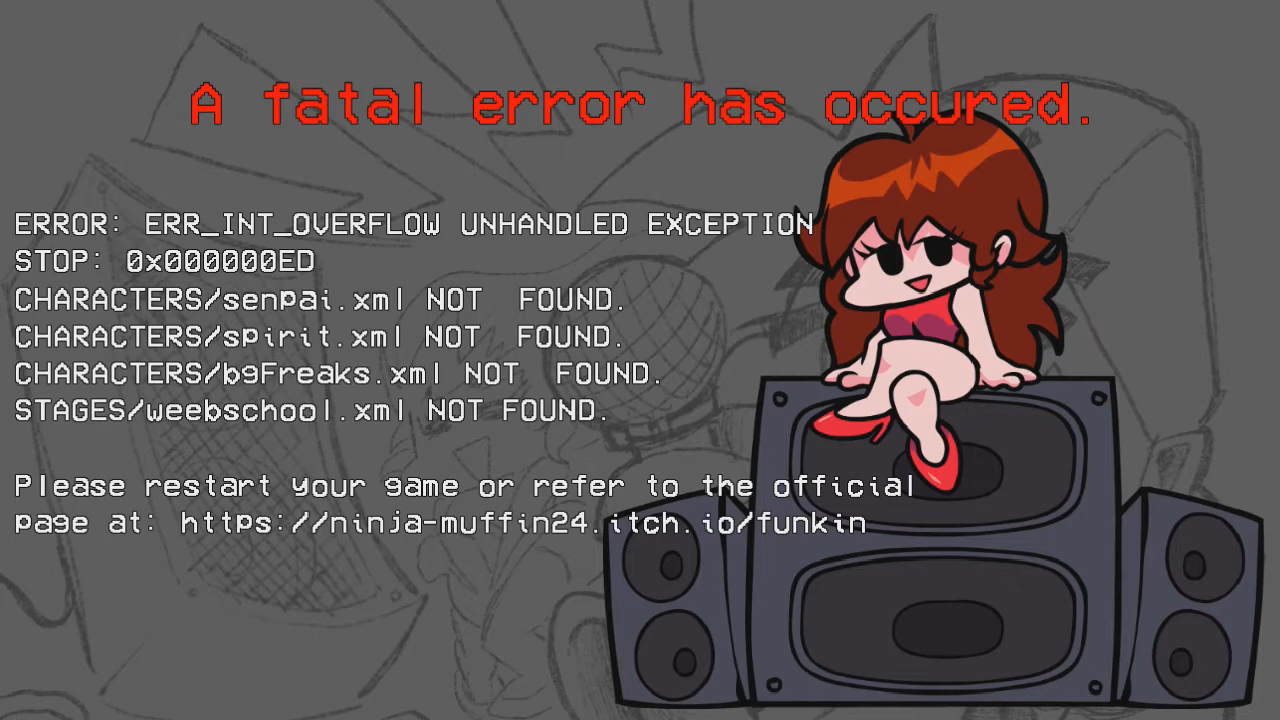 A fatal error has occured.
ERROR: ERR_INT_OVERFLOW UNHANDLED EXCEPTION
STOP: 0x000000ED
CHARACTERS/senpai.xml NOT  FOUND.
CHARACTERS/spirit.xml NOT  FOUND.
CHARACTERS/bgFreaks.xml NOT  FOUND.
STAGES/weebschool.xml NOT FOUND.
Please restart your game or refer to the official
page at: https://ninja-muffin24.itch.io/funkin